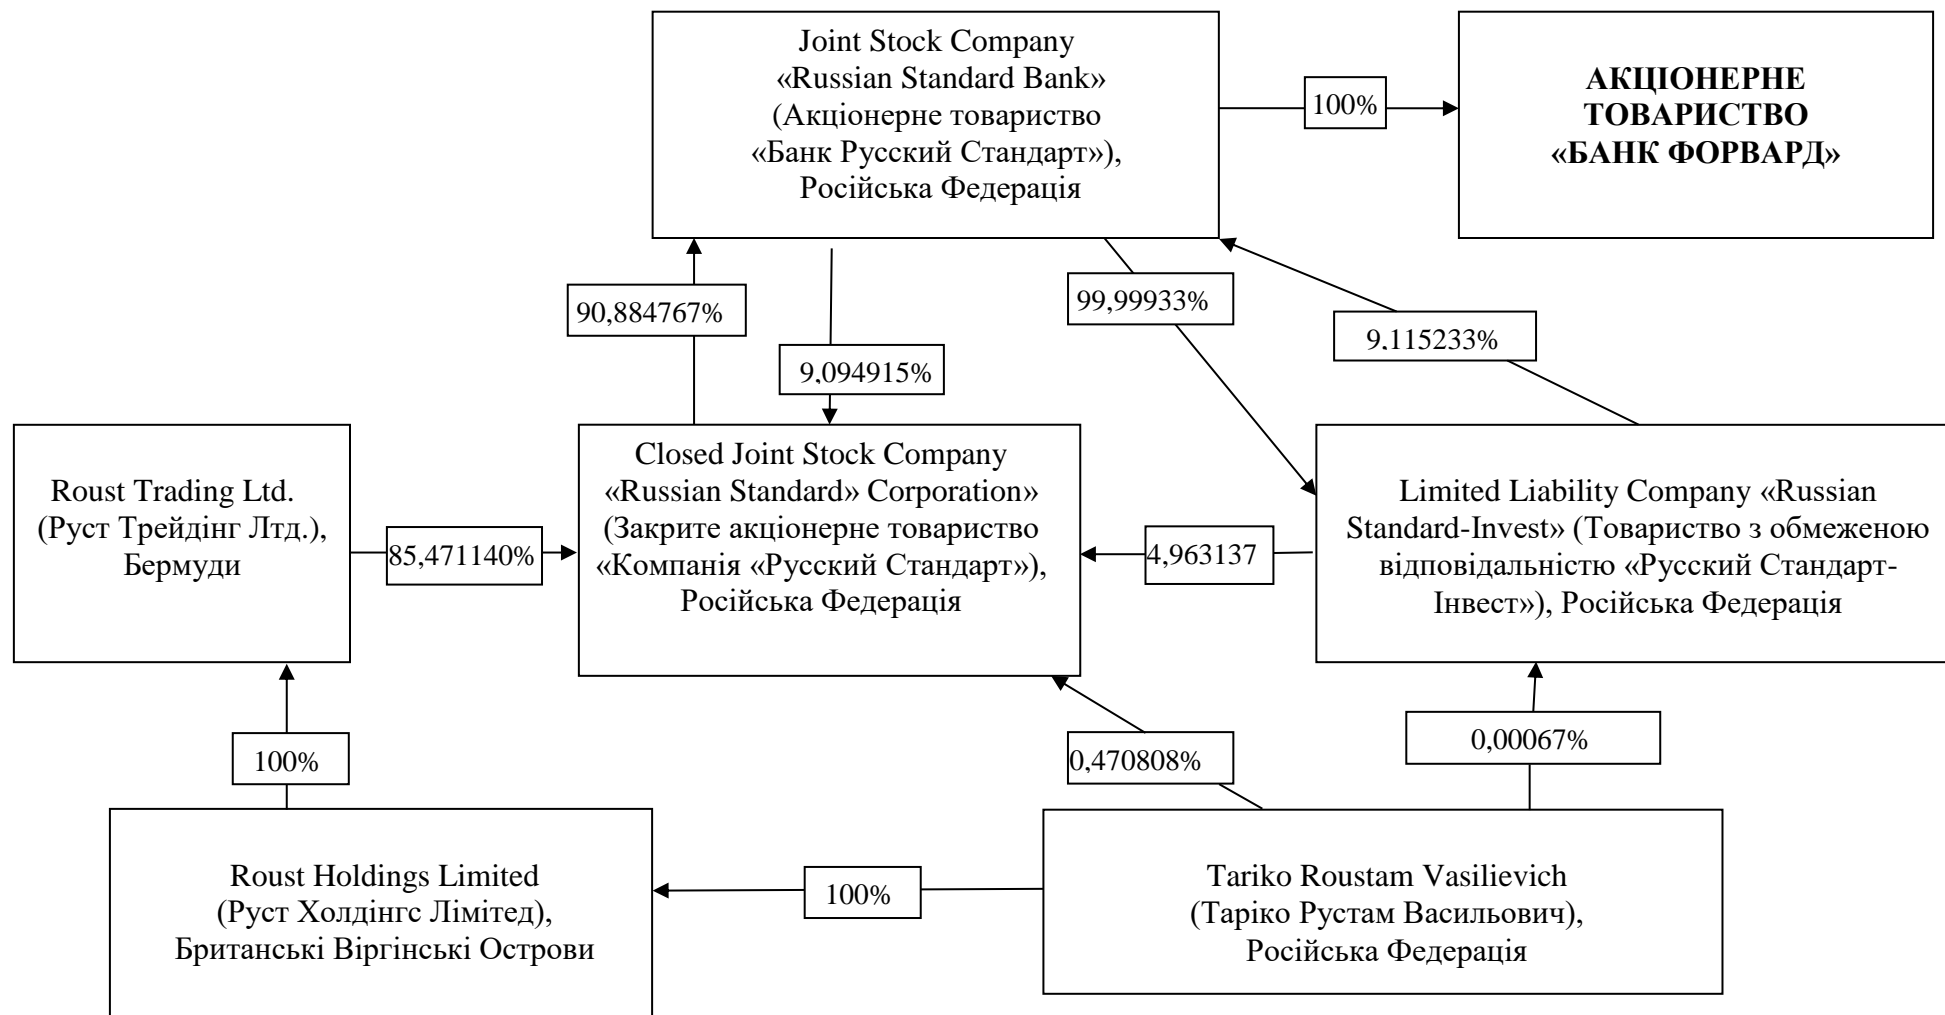 Joint Stock Company
«Russian Standard Bank»
(Акціонерне товариство
«Банк Русский Стандарт»),
Російська Федерація
100%
АКЦІОНЕРНЕ
ТОВАРИСТВО
«БАНК ФОРВАРД»
90,884767%
9,094915%
99,99933%
9,115233%
Roust Trading Ltd.
(Руст Трейдінг Лтд.),
Бермуди
85,471140%
Closed Joint Stock Company
«Russian Standard» Corporation»
(Закрите акціонерне товариство
«Компанія «Русский Стандарт»),
Російська Федерація
4,963137
Limited Liability Company «Russian
Standard-Invest» (Товариство з обмеженою
відповідальністю «Русский Стандарт-
Інвест»), Російська Федерація
100%
0,470808%
0,00067%
Roust Holdings Limited
(Руст Холдінгс Лімітед),
Британські Віргінські Острови
100%
Tariko Roustam Vasilievich
(Таріко Рустам Васильович),
Російська Федерація